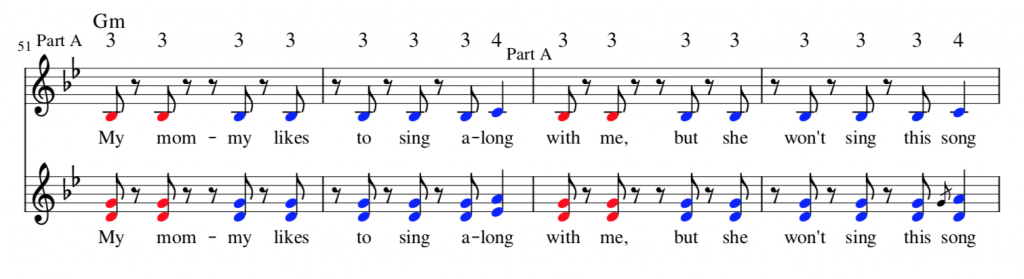 Gm
51 Part A 3 3 3 3 3 3 3 4 Part A 3 3 3 3 3 3 3 4
My mom - my likes to sing a-long with me, but she won't sing this song
My mom - my likes to sing a-long with me, but she won't sing this song